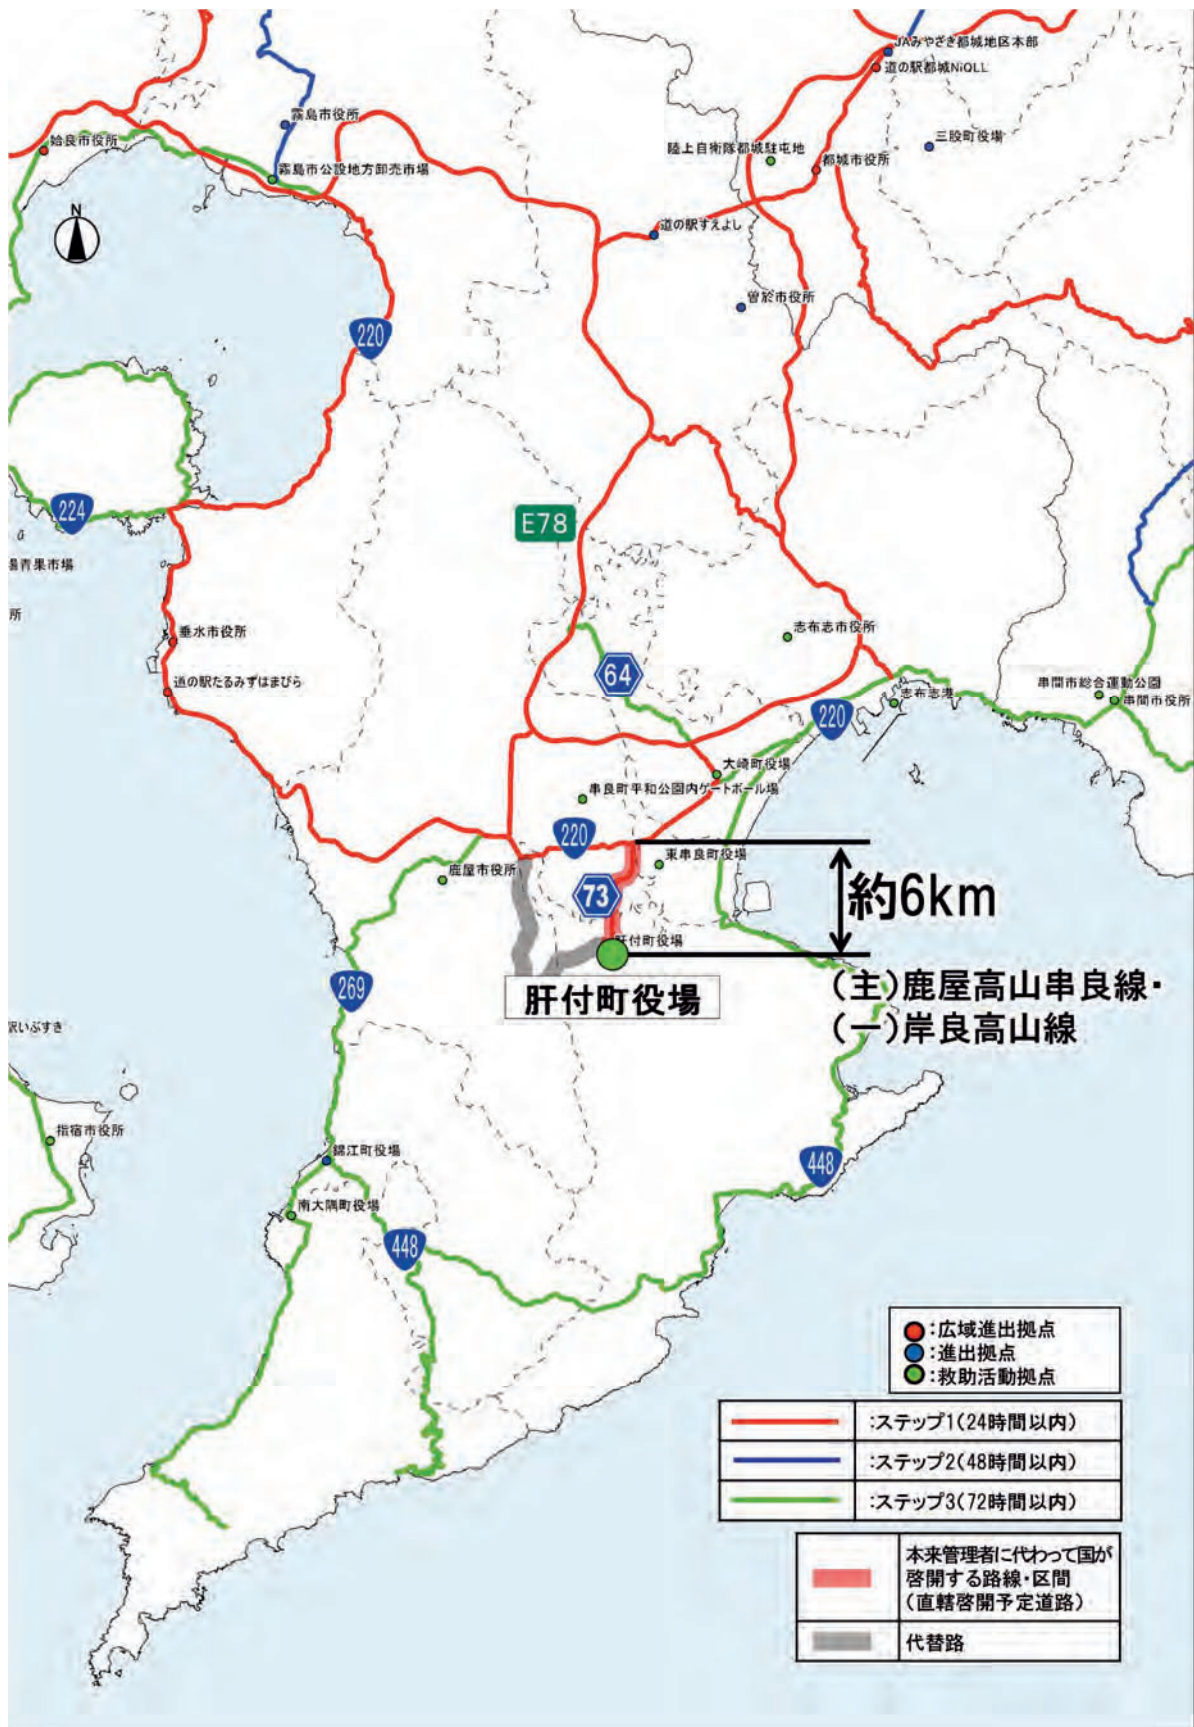 JAみやざき都城地区本部
道の駅都城NiQLL
霧島市役所
三股町役場
姶良市役所
陸上自衛隊都城駐屯地
都城市役所
霧島市公設地方卸売市場
N
道の駅すえよし
曽於市役所
220
224
E78
場青果市場
所
垂水市役所
志布志市役所
64
道の駅たるみずはまびら
串間市総合運動公園
串間市役所
志布志港
220
大崎町役場
串良町平和公園内ゲートボール場
220
東串良町役場
鹿屋市役所
73
約6km
肝付町役場
269
肝付町役場
(主)鹿屋高山串良線・
(一)岸良高山線
駅いぶすき
指宿市役所
錦江町役場
448
南大隅町役場
448
:広域進出拠点
:進出拠点
:救助活動拠点
:ステップ1(24時間以内)
:ステップ2(48時間以内)
:ステップ3(72時間以内)
本来管理者に代わって国が
啓開する路線・区間
(直轄啓開予定道路)
代替路